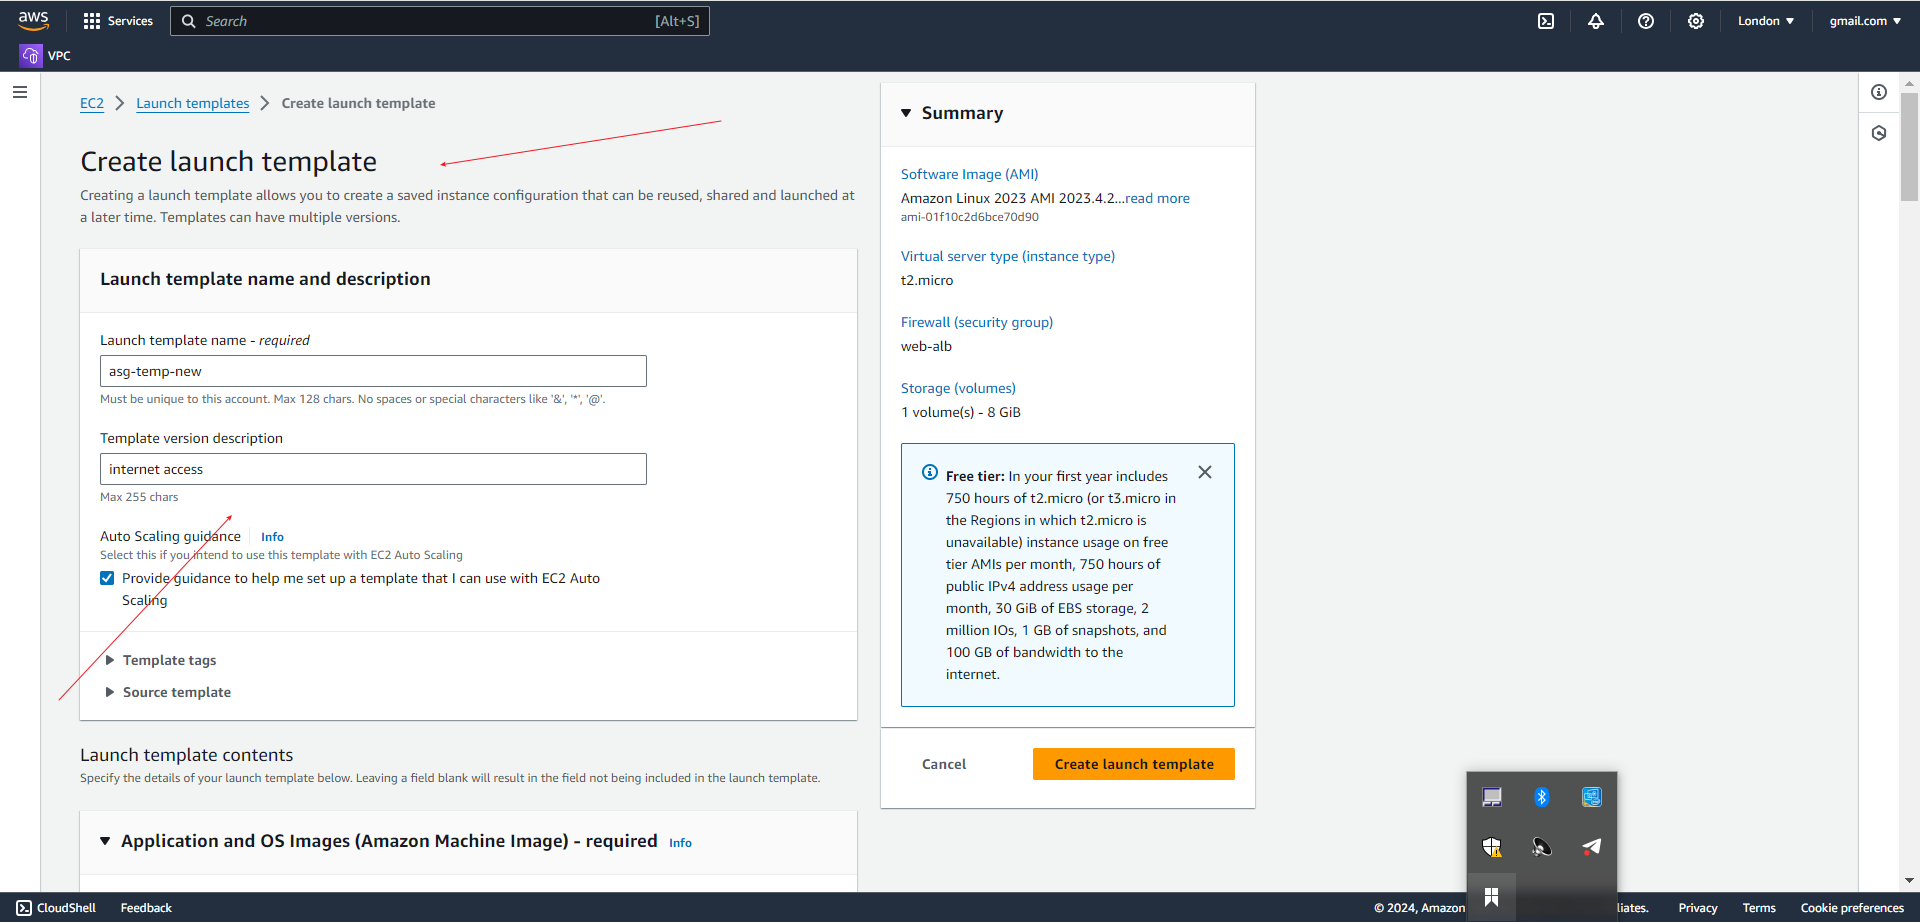 aws
Services
Search
[Alt+S]
London
gmail.com
VPC
EC2
Launch templates
Create launch template
Create launch template
Creating a launch template allows you to create a saved instance configuration that can be reused, shared and launched at
a later time. Templates can have multiple versions.
Launch template name and description
Launch template name - required
asg-temp-new
Must be unique to this account. Max 128 chars. No spaces or special characters like '&', '*', '@'.
Template version description
internet access
Max 255 chars
Auto Scaling guidance
Info
Select this if you intend to use this template with EC2 Auto Scaling
Provide guidance to help me set up a template that I can use with EC2 Auto
Scaling
Template tags
Source template
Launch template contents
Specify the details of your launch template below. Leaving a field blank will result in the field not being included in the launch template.
Application and OS Images (Amazon Machine Image) - required
Info
Summary
Software Image (AMI)
Amazon Linux 2023 AMI 2023.4.2...read more
ami-01f10c2d6bce70d90
Virtual server type (instance type)
t2.micro
Firewall (security group)
web-alb
Storage (volumes)
1 volume(s) - 8 GiB
Free tier: In your first year includes
750 hours of t2.micro (or t3.micro in
the Regions in which t2.micro is
unavailable) instance usage on free
tier AMIs per month, 750 hours of
public IPv4 address usage per
month, 30 GiB of EBS storage, 2
million IOs, 1 GB of snapshots, and
100 GB of bandwidth to the
internet.
Cancel
Create launch template
CloudShell
Feedback
© 2024, Amazon
liates.
Privacy
Terms
Cookie preferences